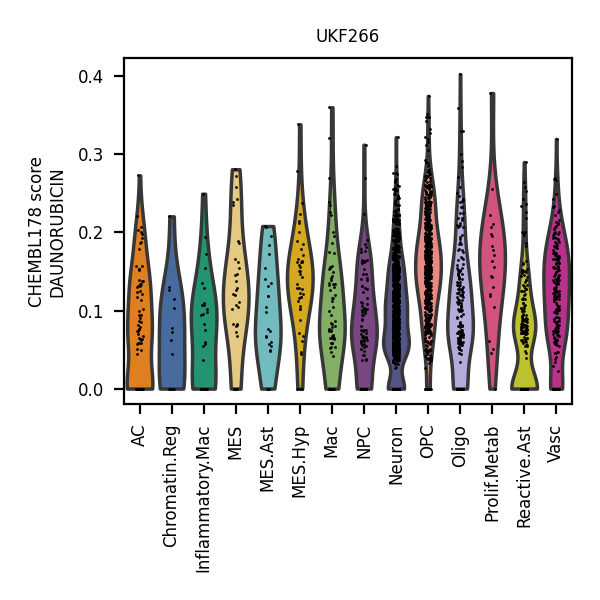 UKF266
CHEMBL178 score
DAUNORUBICIN
0.4
0.3
0.2
0.1
0.0
AC
Chromatin.Reg
Inflammatory.Mac
MES
MES.Ast
MES.Hyp
Mac
NPC
Neuron
OPC
Oligo
Prolif.Metab
Reactive.Ast
Vasc